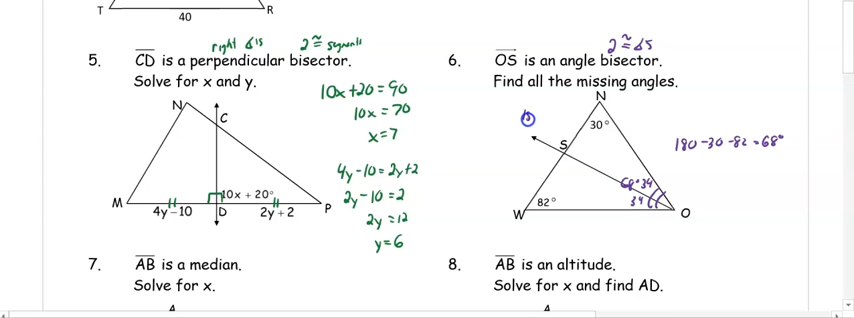 T
R
40
right ∡'s 2 ≅ segments
5. CD is a perpendicular bisector.
Solve for x and y.
10x+20=90
10x=70
x=7
4y-10=2y+2
2y-10=2
2y=12
y=6
N
C
10x + 20°
M
4y-10
D
2y+2
P
2 ≅ ∡s
6. OS is an angle bisector.
Find all the missing angles.
N
30°
180-30-82=68°
S
68°
34
34
82°
W
O
7. AB is a median.
Solve for x.
A
8. AB is an altitude.
Solve for x and find AD.
A